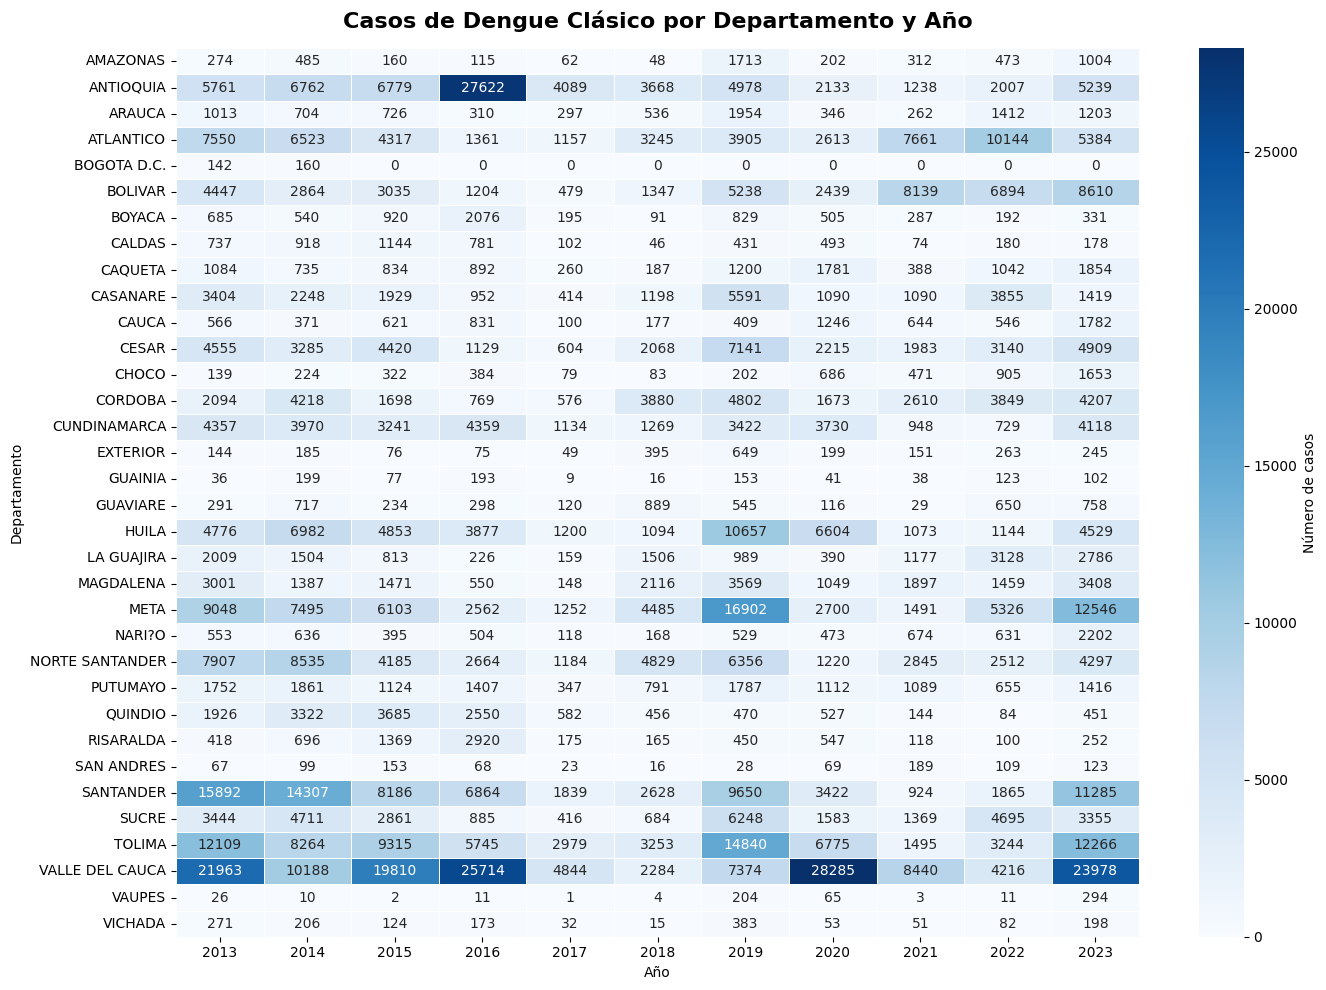 Casos de Dengue Clásico por Departamento y Año
AMAZONAS 274 485 160 115 62 48 1713 202 312 473 1004
ANTIOQUIA 5761 6762 6779 27622 4089 3668 4978 2133 1238 2007 5239
ARAUCA 1013 704 726 310 297 536 1954 346 262 1412 1203
ATLANTICO 7550 6523 4317 1361 1157 3245 3905 2613 7661 10144 5384
BOGOTA D.C. 142 160 0 0 0 0 0 0 0 0 0
BOLIVAR 4447 2864 3035 1204 479 1347 5238 2439 8139 6894 8610
BOYACA 685 540 920 2076 195 91 829 505 287 192 331
CALDAS 737 918 1144 781 102 46 431 493 74 180 178
CAQUETA 1084 735 834 892 260 187 1200 1781 388 1042 1854
CASANARE 3404 2248 1929 952 414 1198 5591 1090 1090 3855 1419
CAUCA 566 371 621 831 100 177 409 1246 644 546 1782
CESAR 4555 3285 4420 1129 604 2068 7141 2215 1983 3140 4909
CHOCO 139 224 322 384 79 83 202 686 471 905 1653
CORDOBA 2094 4218 1698 769 576 3880 4802 1673 2610 3849 4207
CUNDINAMARCA 4357 3970 3241 4359 1134 1269 3422 3730 948 729 4118
EXTERIOR 144 185 76 75 49 395 649 199 151 263 245
GUAINIA 36 199 77 193 9 16 153 41 38 123 102
GUAVIARE 291 717 234 298 120 889 545 116 29 650 758
HUILA 4776 6982 4853 3877 1200 1094 10657 6604 1073 1144 4529
LA GUAJIRA 2009 1504 813 226 159 1506 989 390 1177 3128 2786
MAGDALENA 3001 1387 1471 550 148 2116 3569 1049 1897 1459 3408
META 9048 7495 6103 2562 1252 4485 16902 2700 1491 5326 12546
NARI?O 553 636 395 504 118 168 529 473 674 631 2202
NORTE SANTANDER 7907 8535 4185 2664 1184 4829 6356 1220 2845 2512 4297
PUTUMAYO 1752 1861 1124 1407 347 791 1787 1112 1089 655 1416
QUINDIO 1926 3322 3685 2550 582 456 470 527 144 84 451
RISARALDA 418 696 1369 2920 175 165 450 547 118 100 252
SAN ANDRES 67 99 153 68 23 16 28 69 189 109 123
SANTANDER 15892 14307 8186 6864 1839 2628 9650 3422 924 1865 11285
SUCRE 3444 4711 2861 885 416 684 6248 1583 1369 4695 3355
TOLIMA 12109 8264 9315 5745 2979 3253 14840 6775 1495 3244 12266
VALLE DEL CAUCA 21963 10188 19810 25714 4844 2284 7374 28285 8440 4216 23978
VAUPES 26 10 2 11 1 4 204 65 3 11 294
VICHADA 271 206 124 173 32 15 383 53 51 82 198
2013 2014 2015 2016 2017 2018 2019 2020 2021 2022 2023
Año
Departamento
25000
20000
15000
10000
5000
0
Número de casos